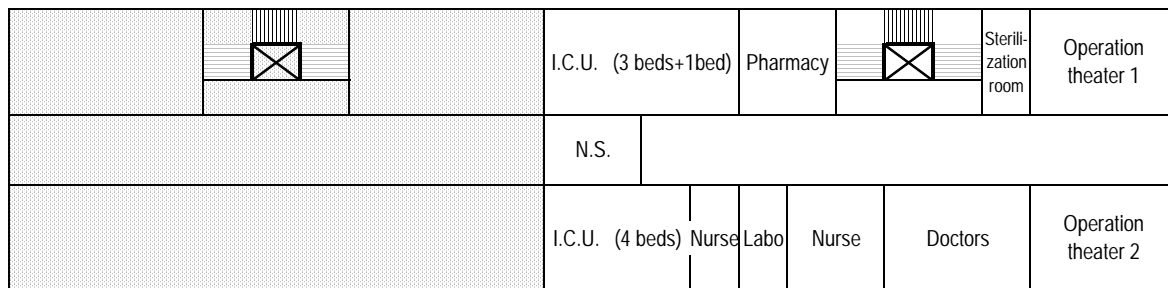 I.C.U. (3 beds+1bed)
Pharmacy
Sterili-
zation
room
Operation
theater 1
N.S.
I.C.U. (4 beds)
Nurse
Labo
Nurse
Doctors
Operation
theater 2